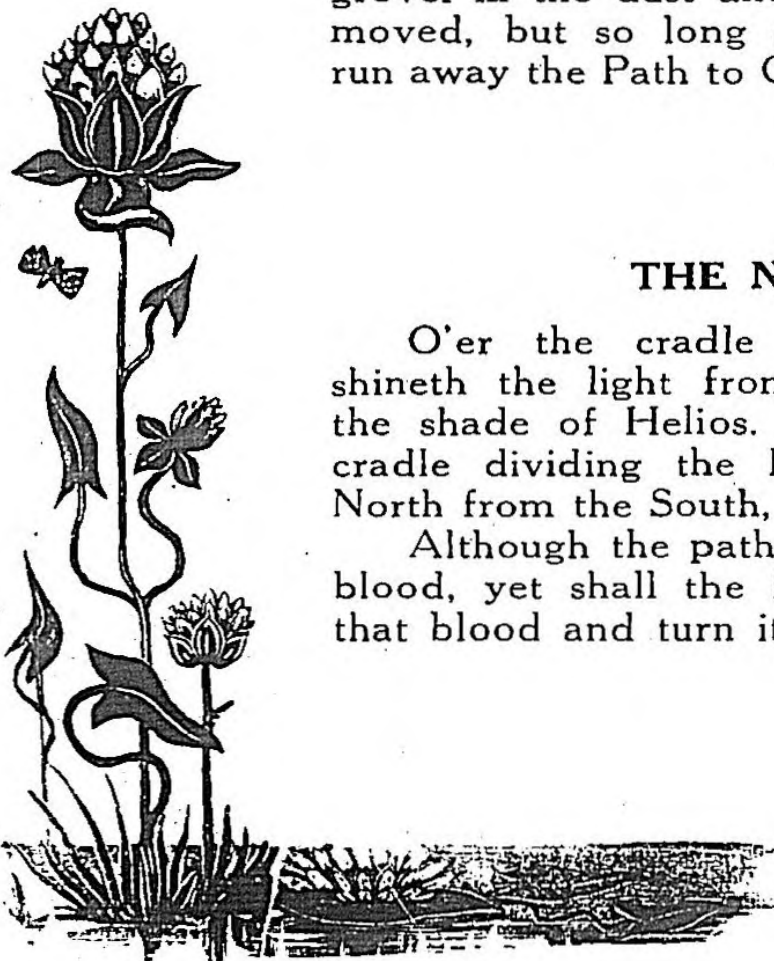 moved, but so long
run away the Path to
THE
O'er the cradle
shineth the light
the shade of Helios.
cradle dividing the
North from the South,
Although the path
blood, yet shall the
that blood and turn